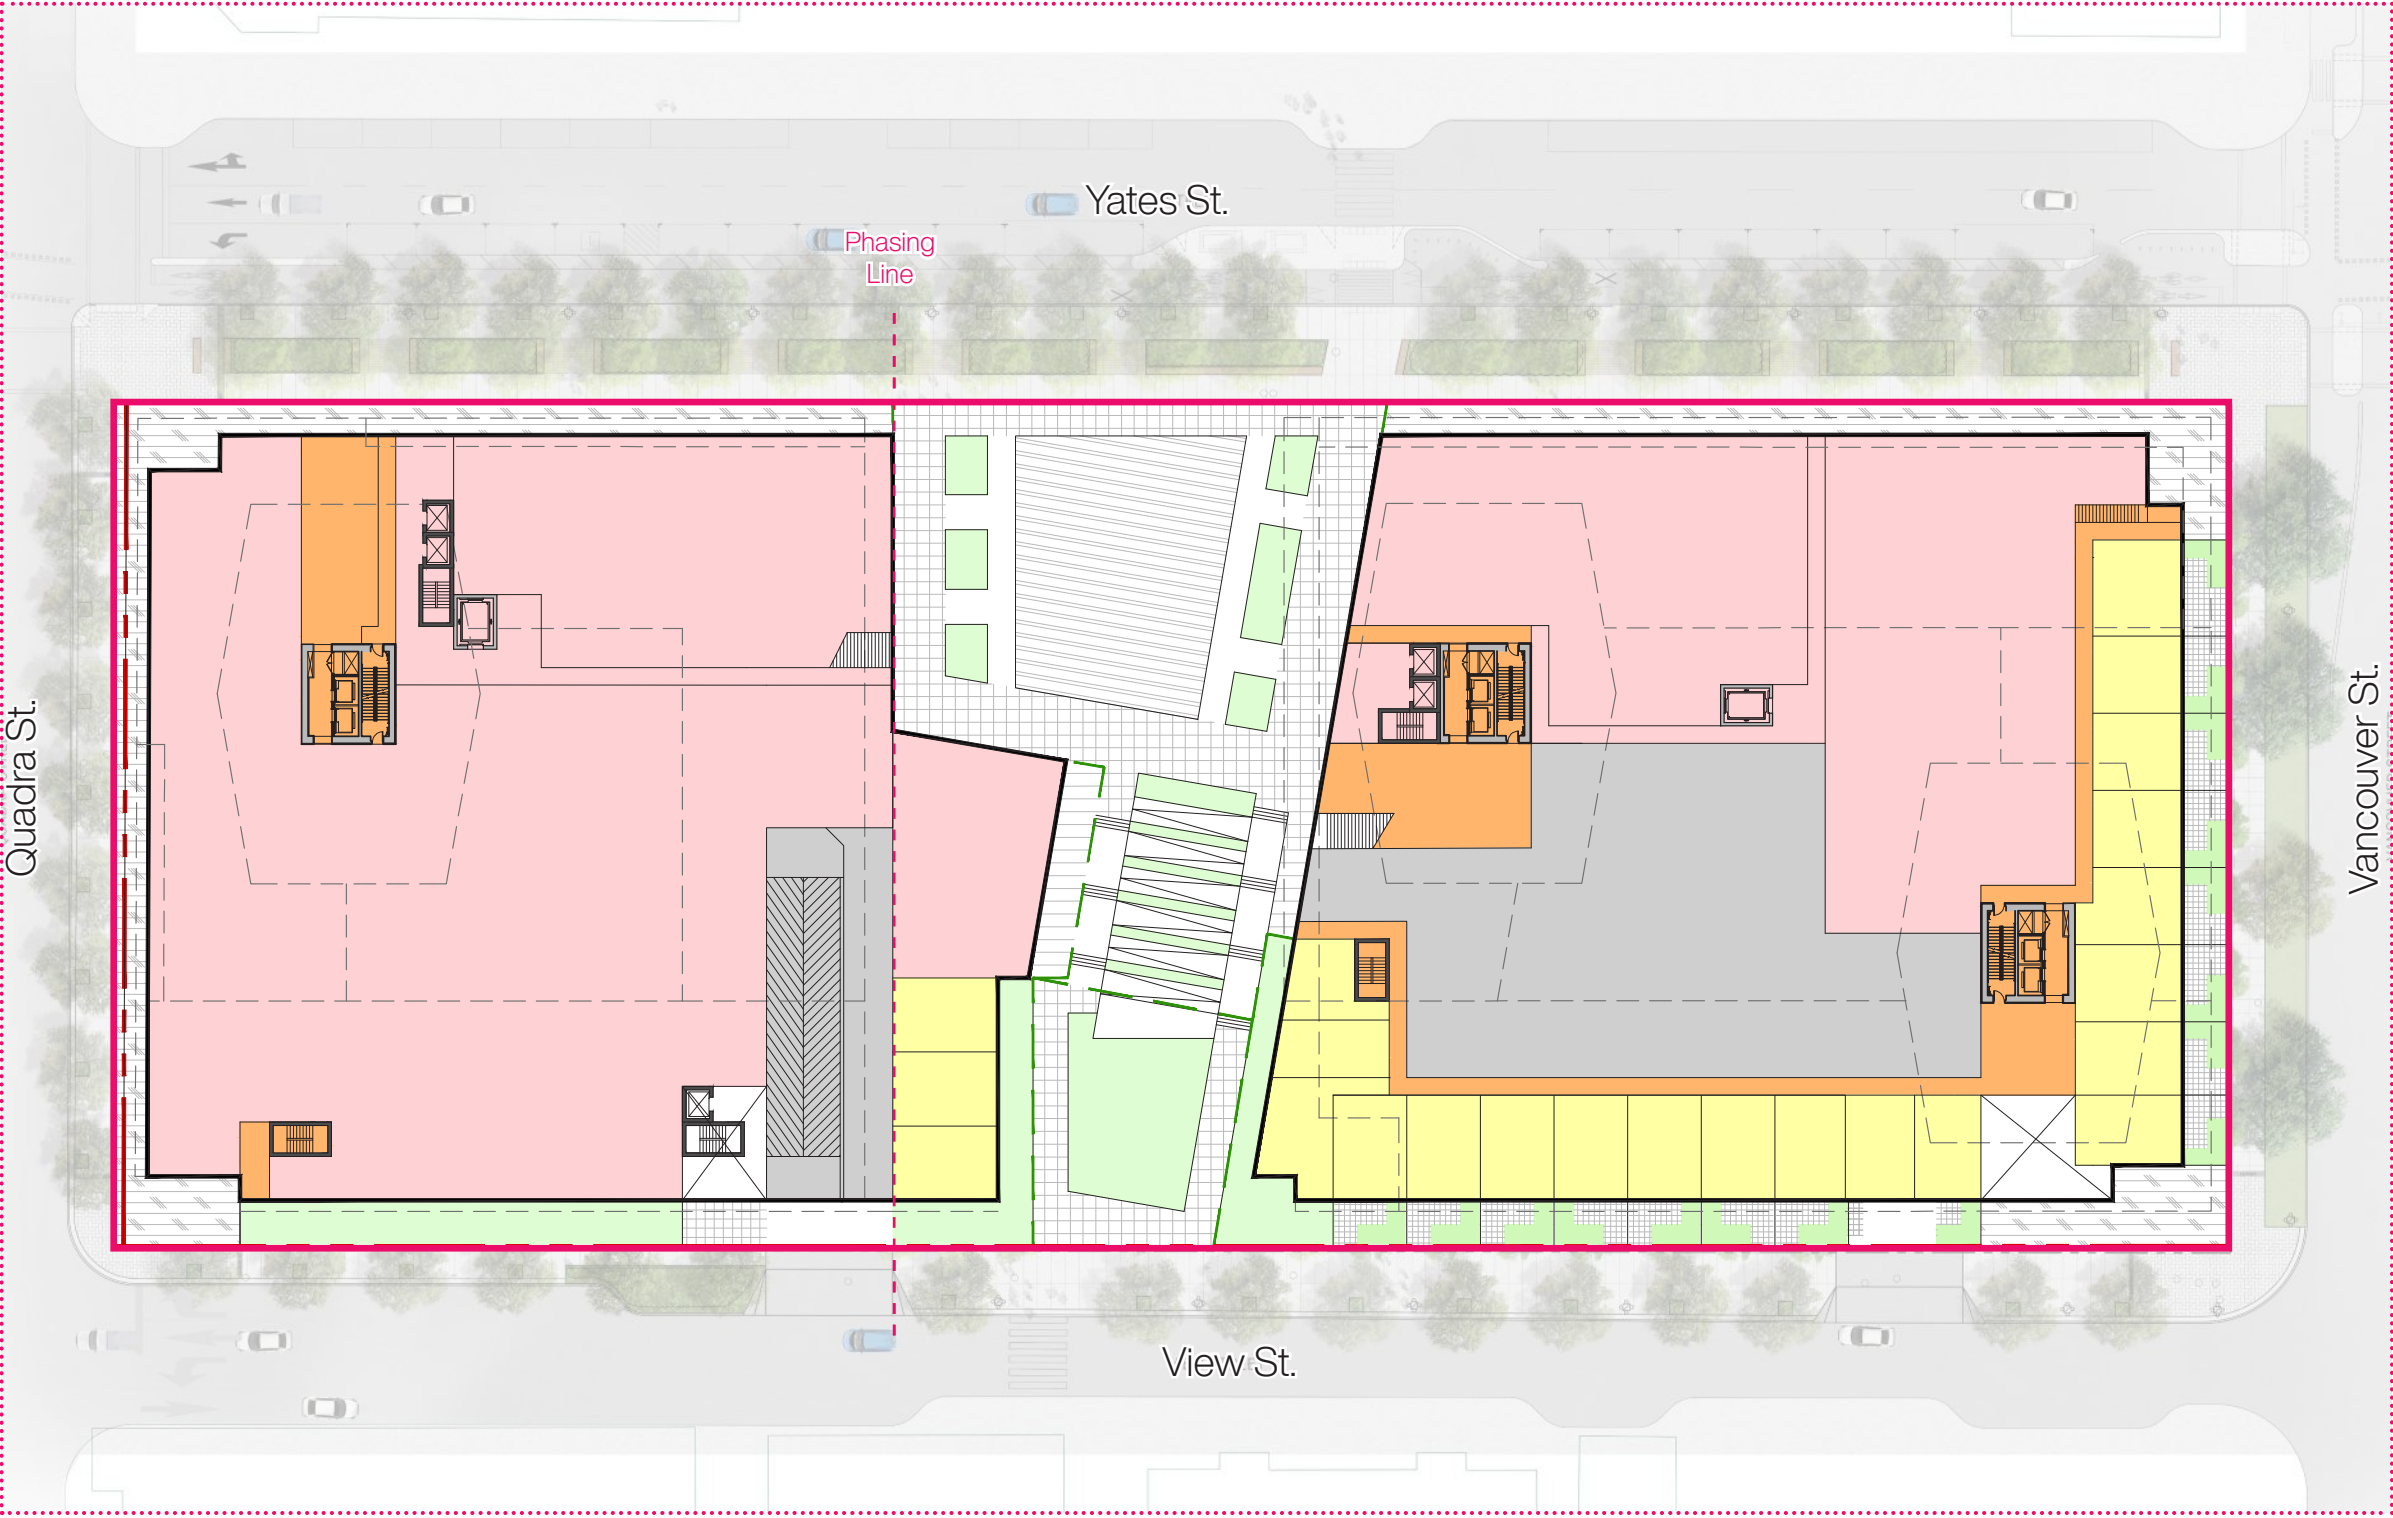 Yates St.
Phasing
Line
Quadra St.
Vancouver St.
View St.